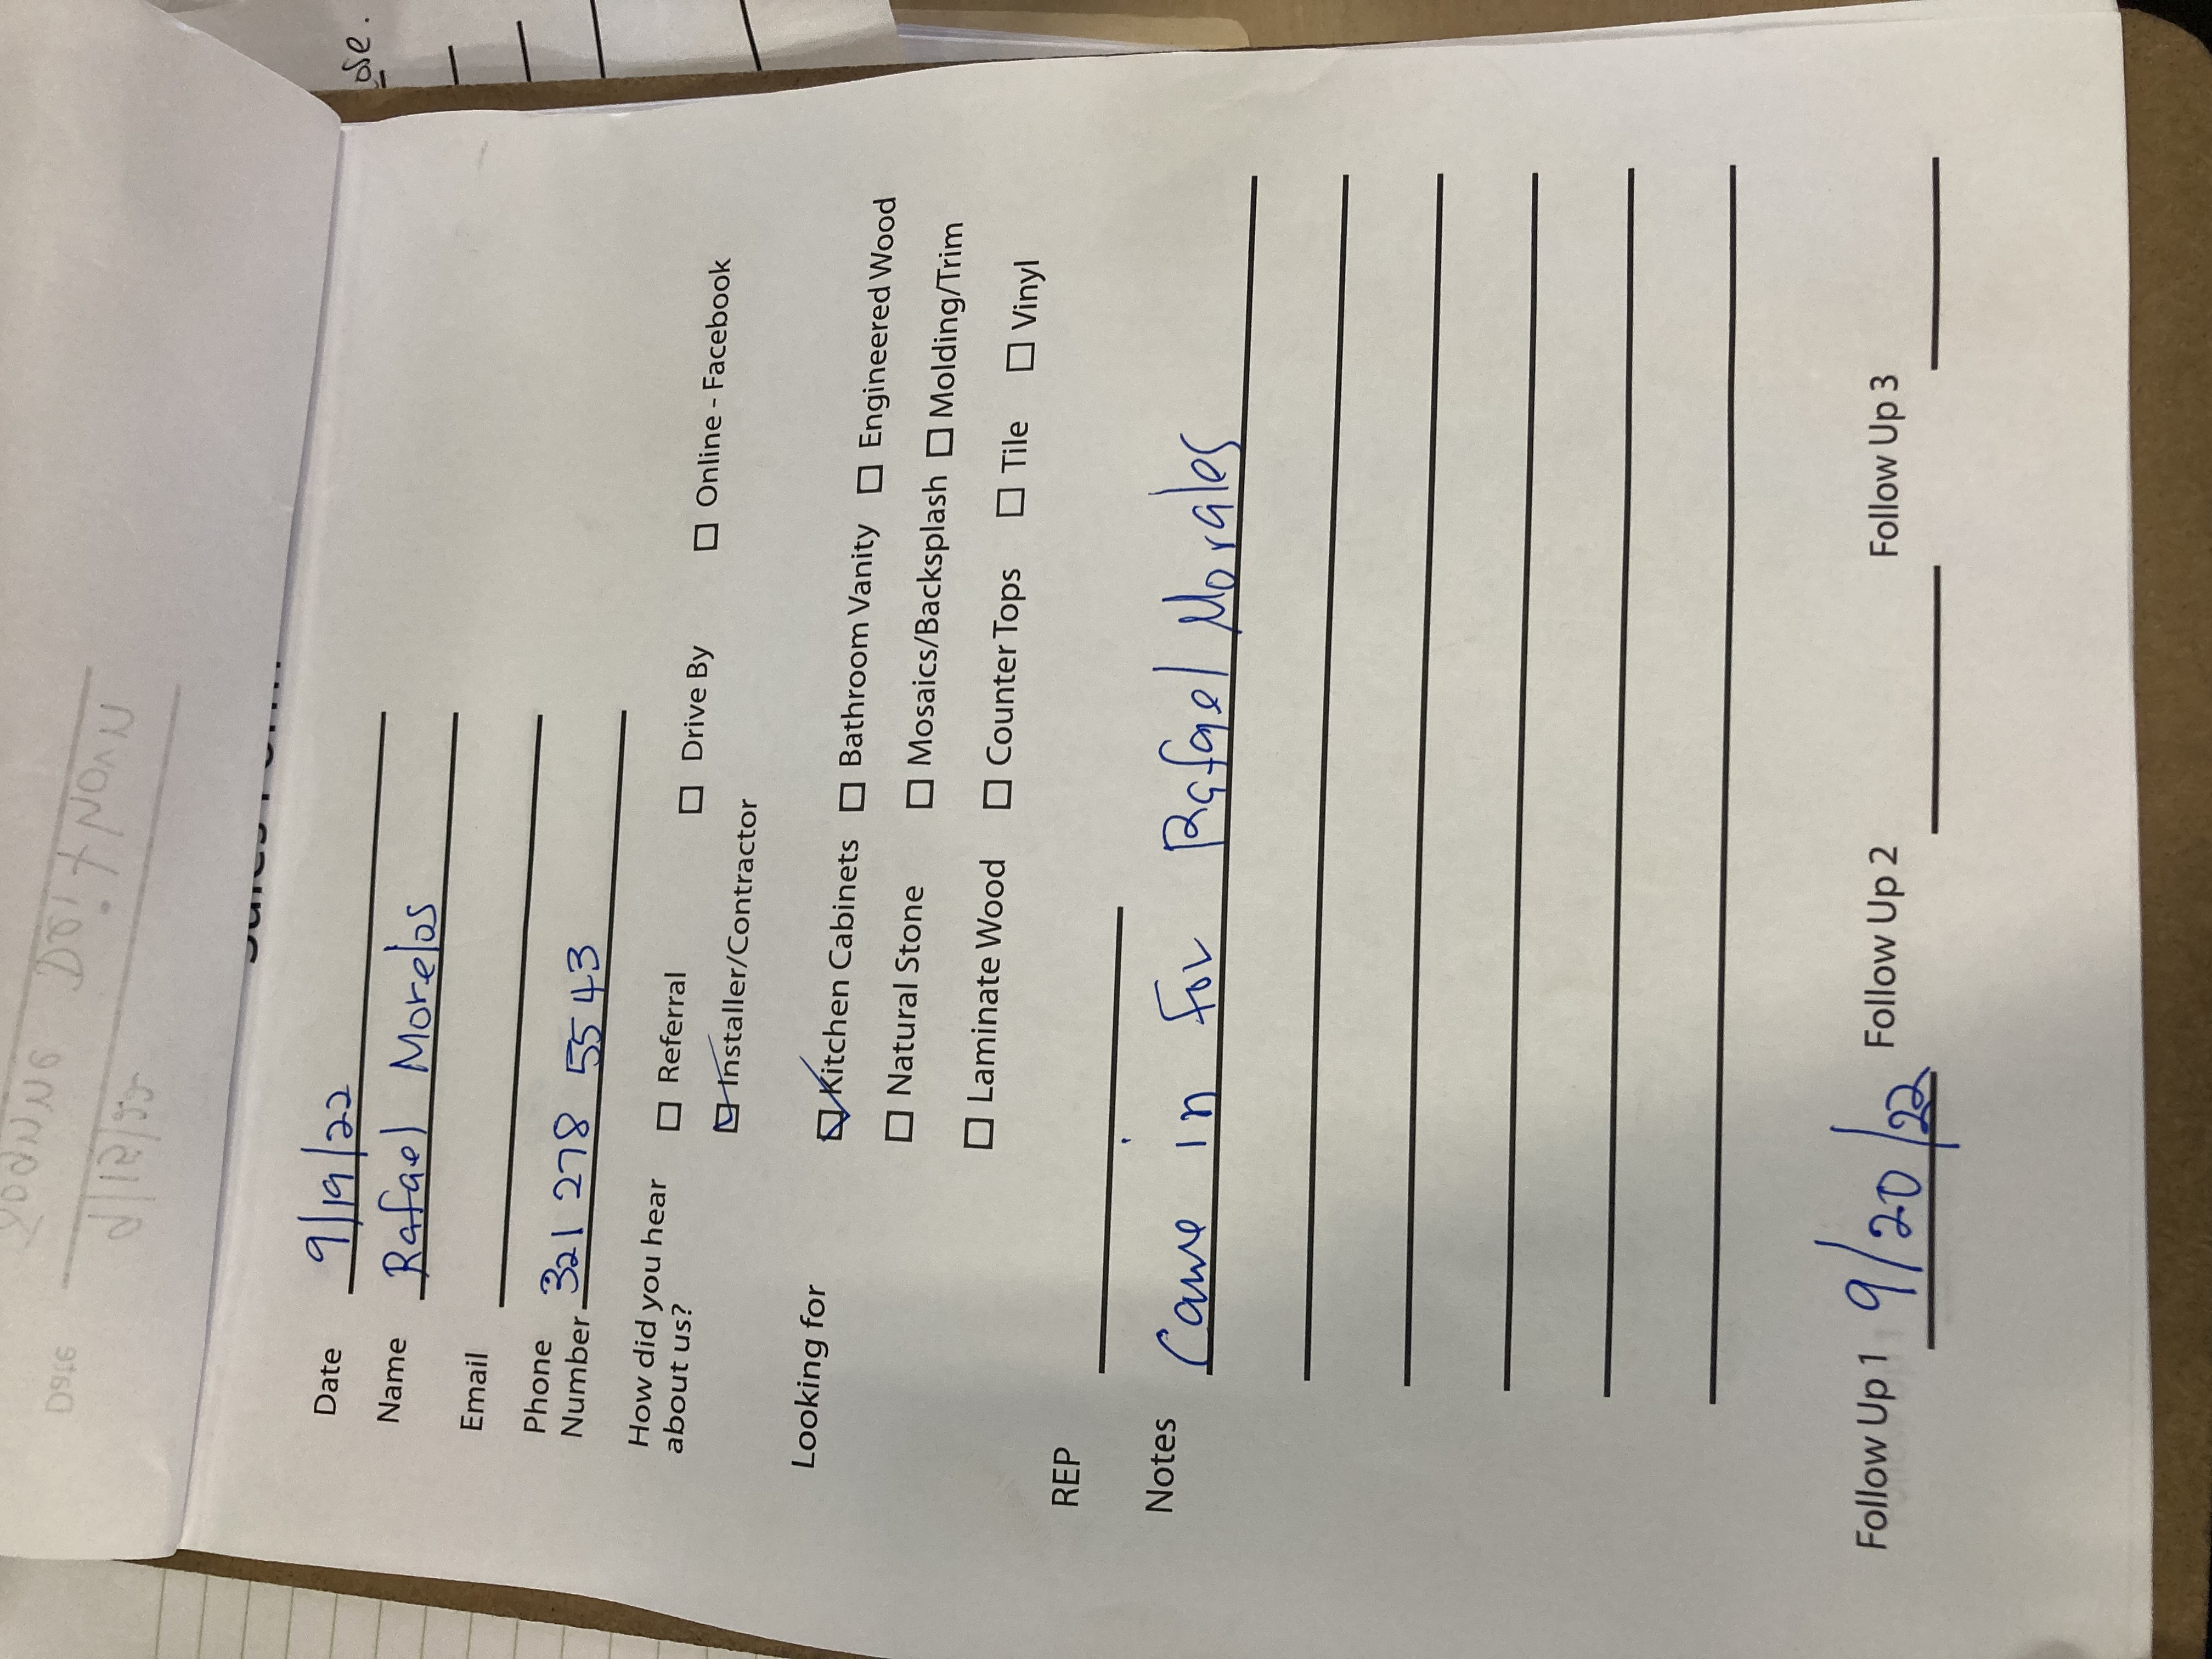 ose.
Date 9/19/22
Name Rafael Morelos
Email
Phone
Number 321 278 5543
How did you hear
about us?
☐ Referral ☐ Drive By ☐ Online - Facebook
☑ Installer/Contractor
Looking for
☑ Kitchen Cabinets ☐ Bathroom Vanity ☐ Engineered Wood
☐ Natural Stone ☐ Mosaics/Backsplash ☐ Molding/Trim
☐ Laminate Wood ☐ Counter Tops ☐ Tile ☐ Vinyl
REP
Notes Came in for Rafael Morales
Follow Up 1 9/20/22 Follow Up 2 Follow Up 3